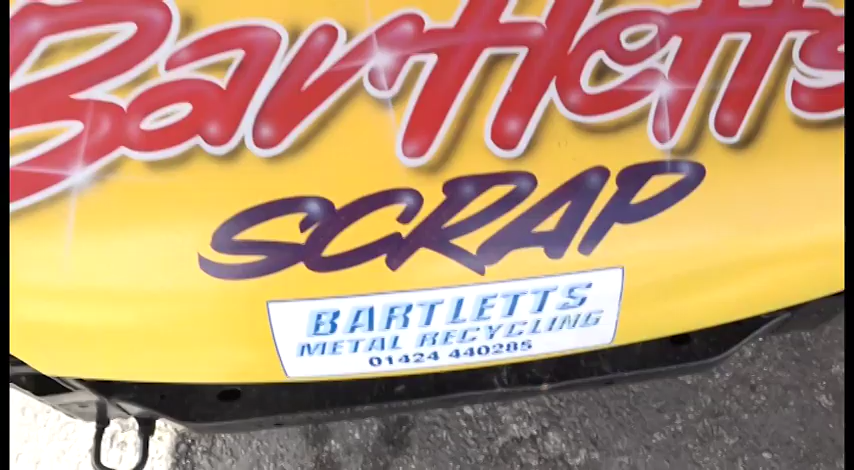 Bartletts
SCRAP
BARTLETTS
METAL RECYCLING
01424 440285